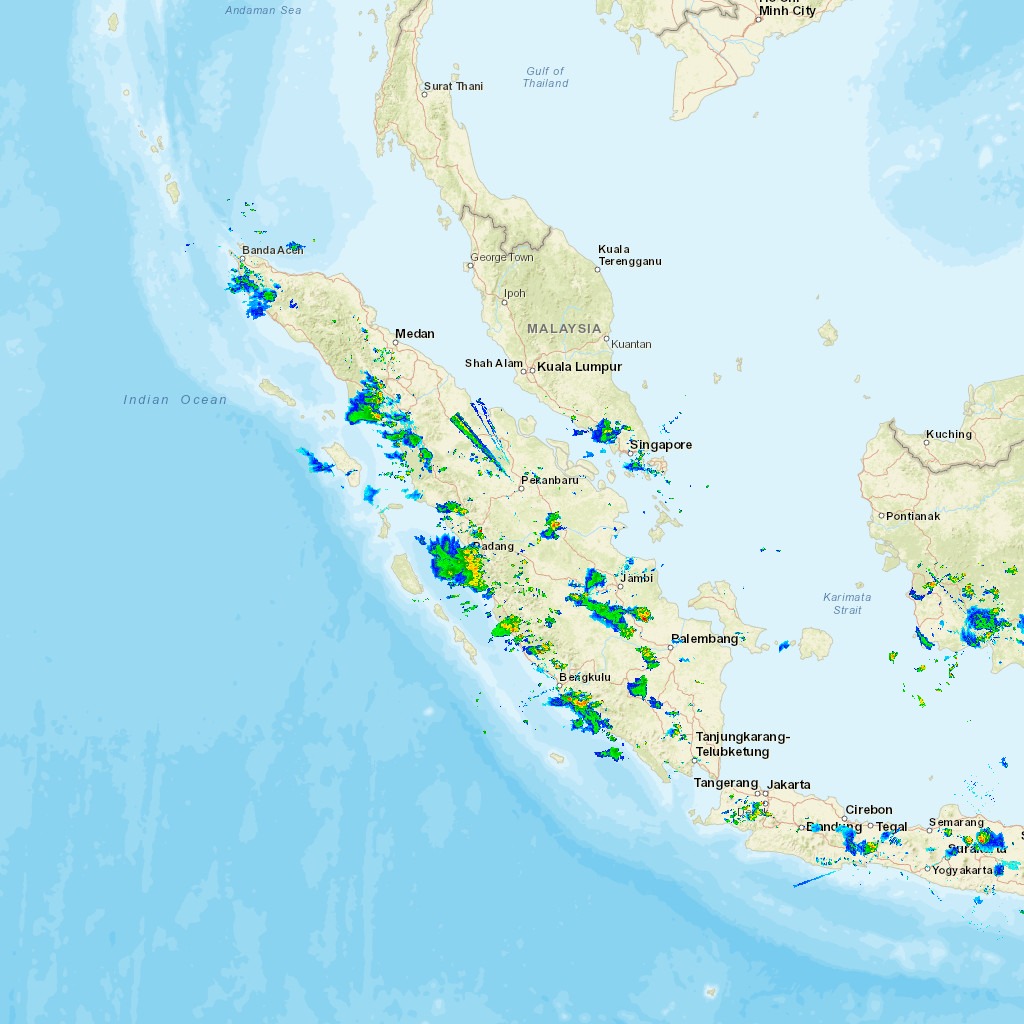 Andaman Sea
Minh City
Gulf of
Thailand
Surat Thani
Banda Aceh
George Town
Kuala
Terengganu
Ipoh
MALAYSIA
Medan
Kuantan
Shah Alam
Kuala Lumpur
Indian Ocean
Kuching
Singapore
Pekanbaru
Pontianak
Padang
Jambi
Karimata
Strait
Palembang
Bengkulu
Tanjungkarang-
Telubketung
Tangerang
Jakarta
Cirebon
Bandung
Tegal
Semarang
Surakarta
Yogyakarta